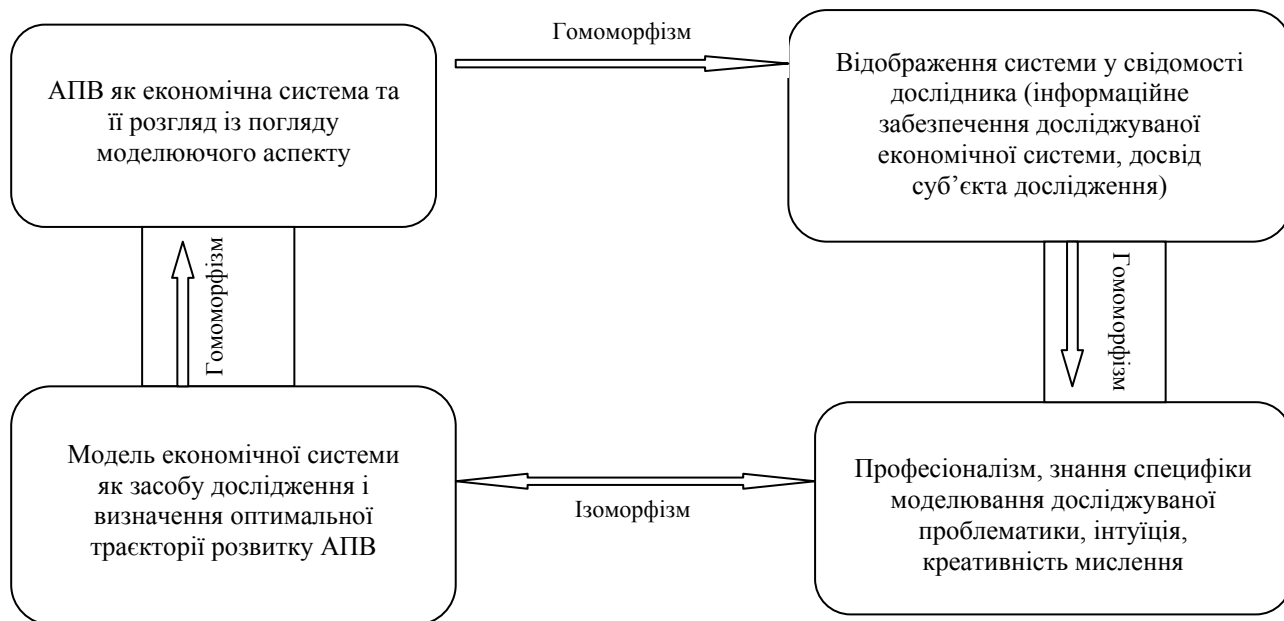 Гомоморфізм
АПВ як економічна система та
її розгляд із погляду
моделюючого аспекту
Відображення системи у свідомості
дослідника (інформаційне
забезпечення досліджуваної
економічної системи, досвід
суб’єкта дослідження)
Гомоморфізм
Гомоморфізм
Модель економічної системи
як засобу дослідження і
визначення оптимальної
траєкторії розвитку АПВ
Ізоморфізм
Професіоналізм, знання специфіки
моделювання досліджуваної
проблематики, інтуїція,
креативність мислення